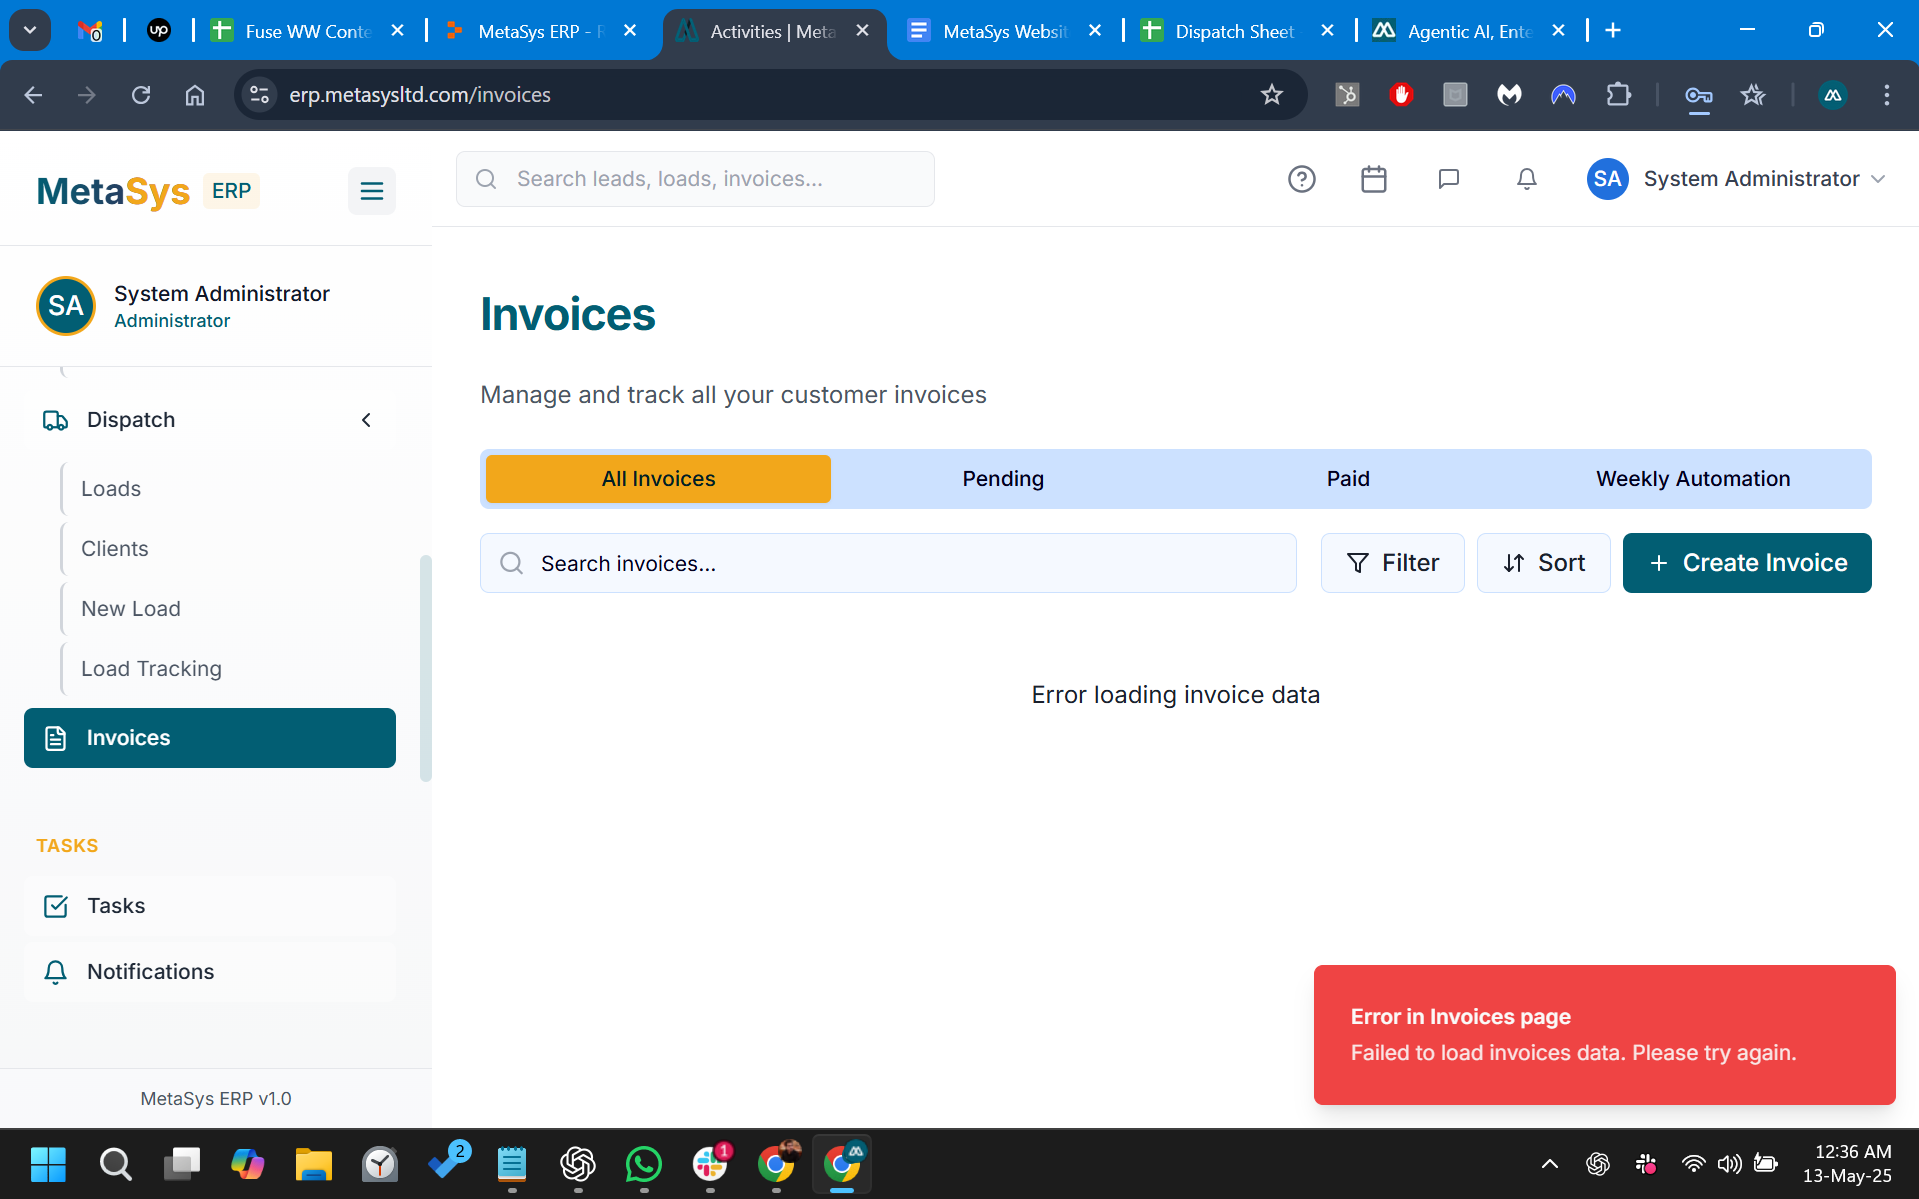 Fuse WW Conte
MetaSys ERP - R
Activities | Meta
MetaSys Websit
Dispatch Sheet
Agentic AI, Ente
erp.metasysltd.com/invoices
MetaSys ERP
Search leads, loads, invoices...
SA System Administrator
SA
System Administrator
Administrator
Dispatch
Loads
Clients
New Load
Load Tracking
Invoices
TASKS
Tasks
Notifications
MetaSys ERP v1.0
Invoices
Manage and track all your customer invoices
All Invoices Pending Paid Weekly Automation
Search invoices... Filter Sort + Create Invoice
Error loading invoice data
Error in Invoices page
Failed to load invoices data. Please try again.
up
0
2
1
12:36 AM
13-May-25